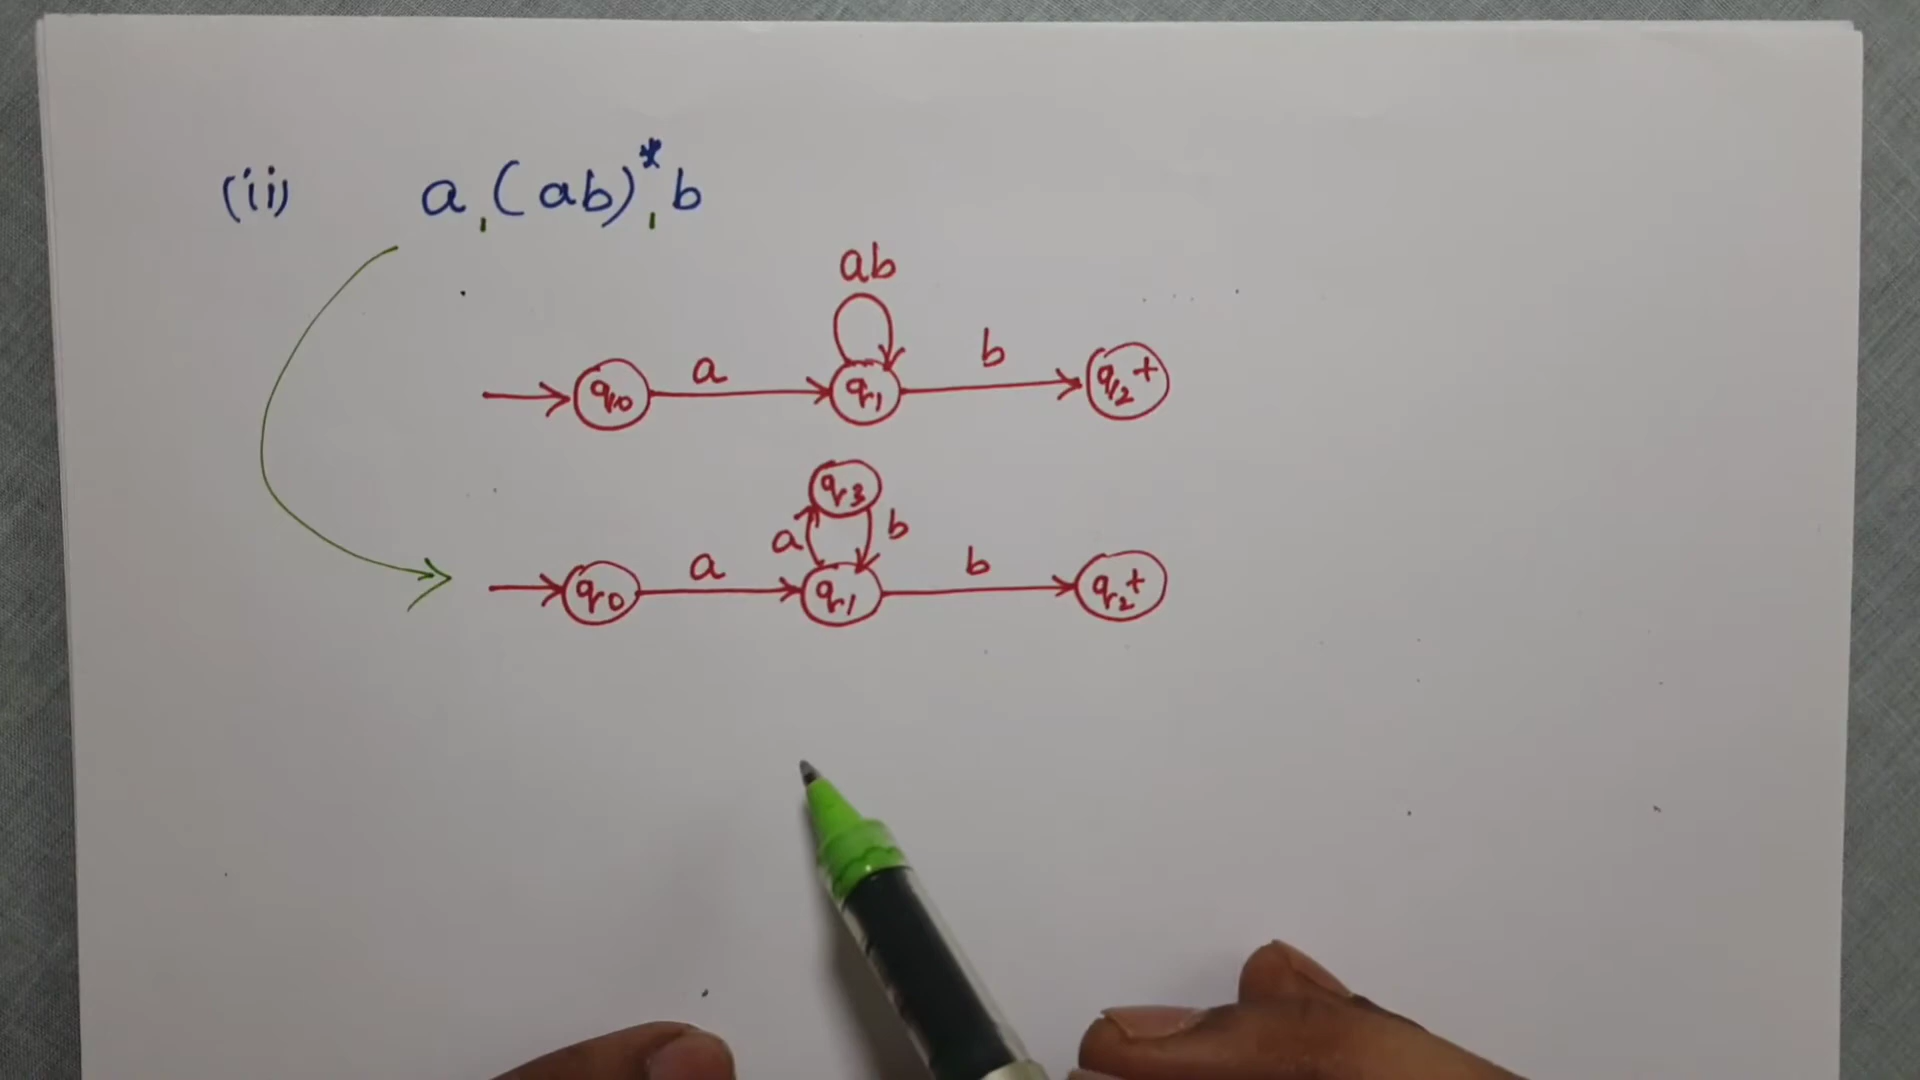 (ii) a.(ab)*.b
ab
q0 a q1 b q2+
q3
a b
q0 a q1 b q2+